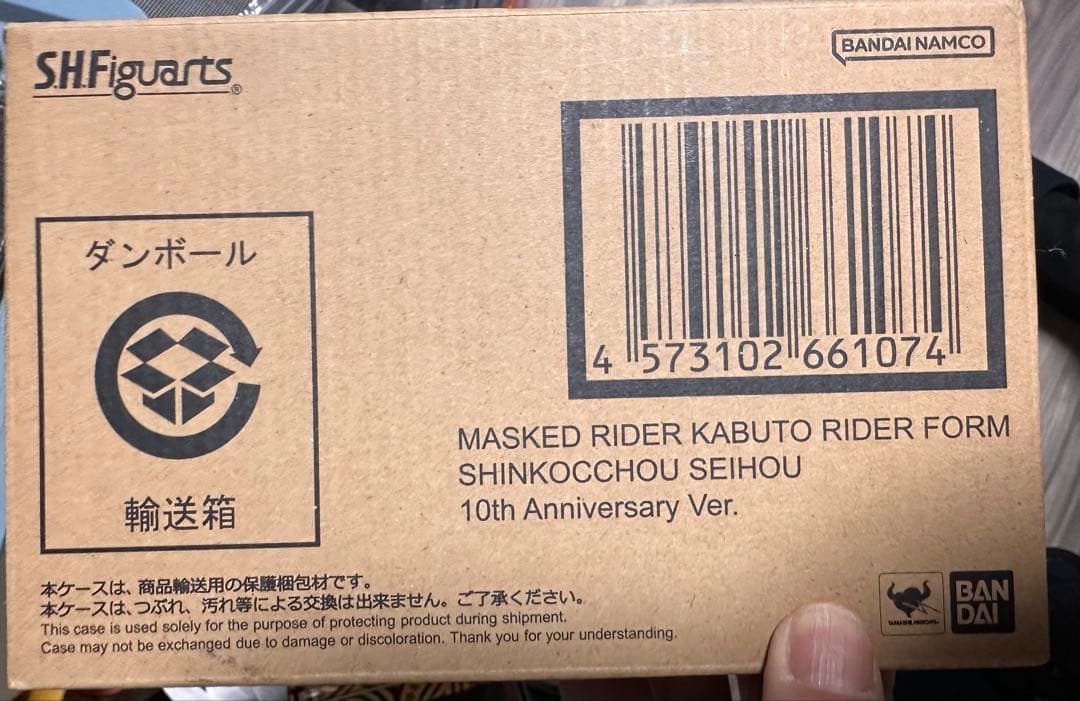 S.H.Figuarts®
BANDAI NAMCO
4 573102 661074
ダンボール
輸送箱
MASKED RIDER KABUTO RIDER FORM
SHINKOCCHOU SEIHOU
10th Anniversary Ver.
本ケースは、商品輸送用の保護梱包材です。
本ケースは、つぶれ、汚れ等による交換は出来ません。ご了承ください。
This case is used solely for the purpose of protecting product during shipment.
Case may not be exchanged due to damage or discoloration. Thank you for your understanding.
BAN
DAI